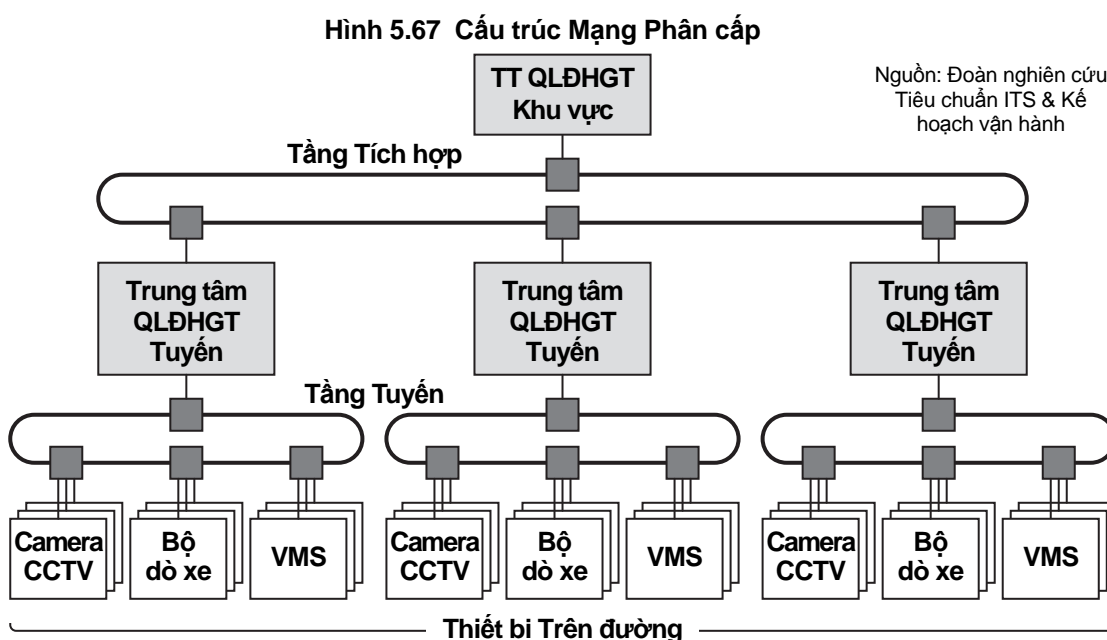 Hình 5.67 Cấu trúc Mạng Phân cấp
TT QLĐHGT
Khu vực
Nguồn: Đoàn nghiên cứu
Tiêu chuẩn ITS & Kế
hoạch vận hành
Tầng Tích hợp
Trung tâm
QLĐHGT
Tuyến
Trung tâm
QLĐHGT
Tuyến
Trung tâm
QLĐHGT
Tuyến
Tầng Tuyến
Camera
CCTV
Bộ
dò xe
VMS
Camera
CCTV
Bộ
dò xe
VMS
Camera
CCTV
Bộ
dò xe
VMS
Thiết bị Trên đường